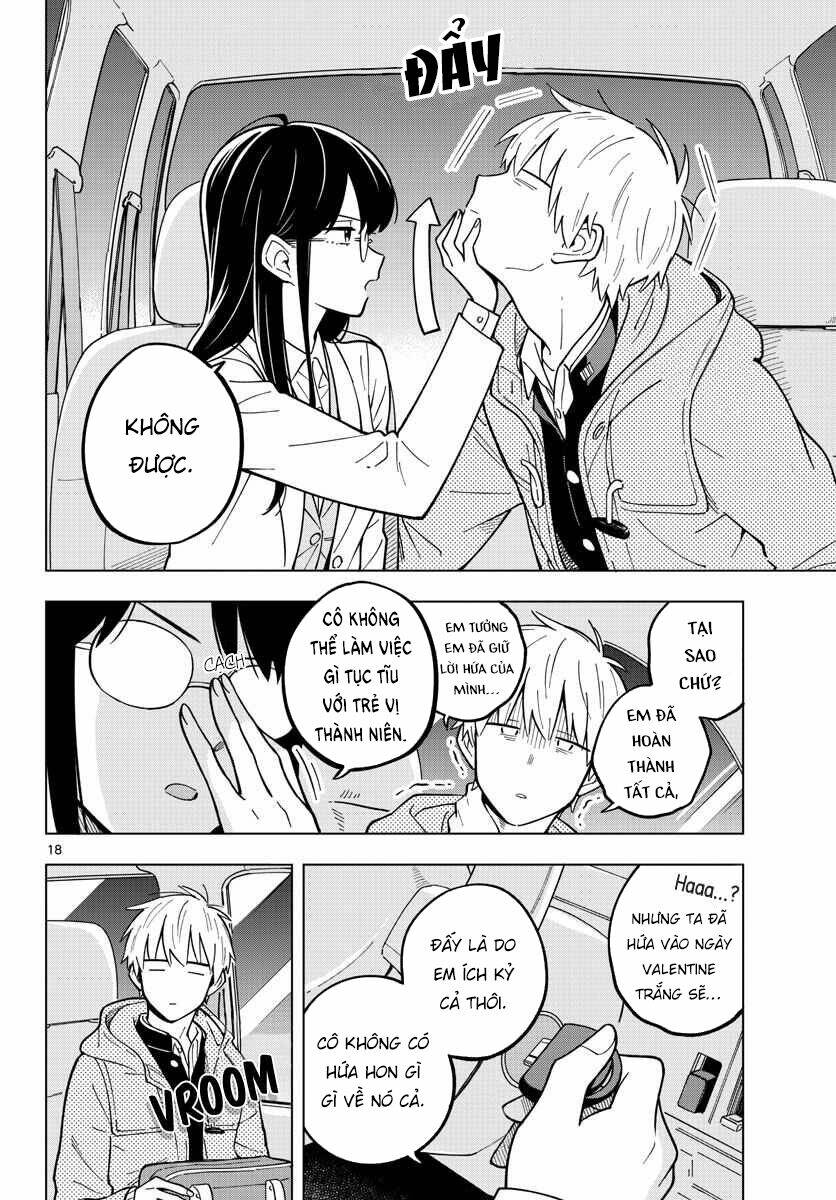 ĐẨY
KHÔNG
ĐƯỢC.
TẠI
SAO
CHỨ?
EM ĐÃ
HOÀN
THÀNH
TẤT CẢ,
EM TƯỞNG
EM ĐÃ GIỮ
LỜI HỨA CỦA
MÌNH...
CÔ KHÔNG
THỂ LÀM VIỆC
GÌ TỤC TĨU
VỚI TRẺ VỊ
THÀNH NIÊN.
CẠCH
18
Haaa...?
NHƯNG TA ĐÃ
HỨA VÀO NGÀY
VALENTINE
TRẮNG SẼ...
ĐẤY LÀ DO
EM ÍCH KỶ
CẢ THÔI.
CÔ KHÔNG CÓ
HỨA HON GÌ
GÌ VỀ NÓ CẢ.
VROOM